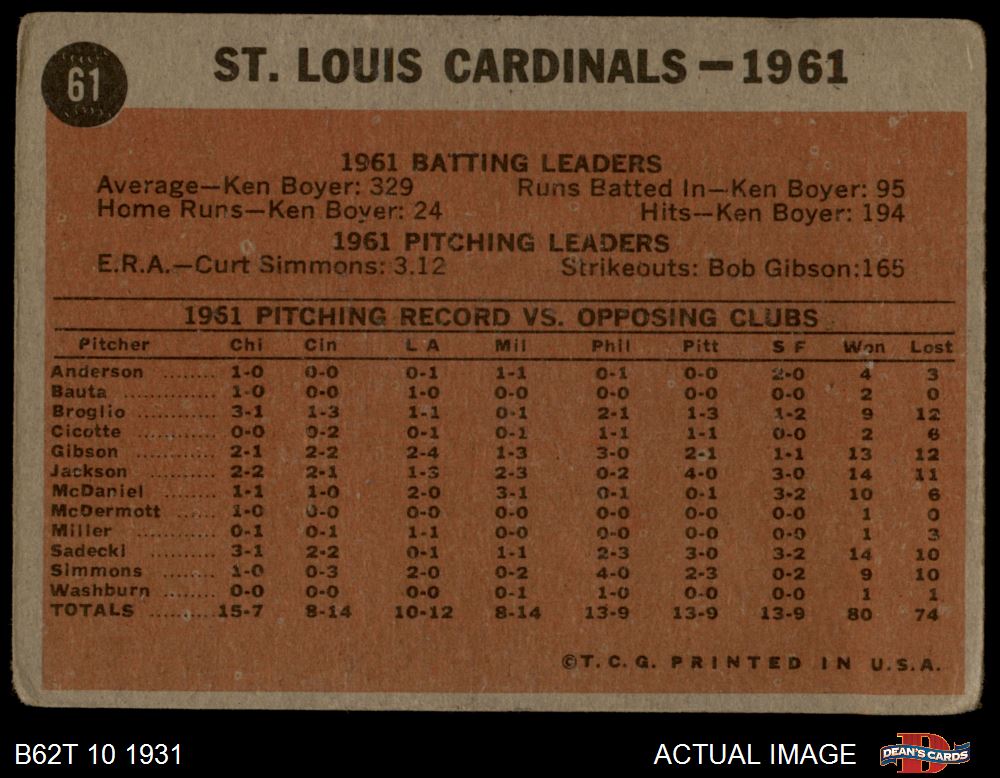 61
ST. LOUIS CARDINALS—1961
1961 BATTING LEADERS
Average—Ken Boyer: 329 Runs Batted In—Ken Boyer: 95
Home Runs—Ken Boyer: 24 Hits—Ken Boyer: 194
1961 PITCHING LEADERS
E.R.A.—Curt Simmons: 3.12 Strikeouts: Bob Gibson:165
1961 PITCHING RECORD VS. OPPOSING CLUBS
Pitcher Chi Cin L A Mil Phil Pitt S F Won Lost
Anderson ........ 1-0 0-0 0-1 1-1 0-1 0-0 2-0 4 3
Bauta ............ 1-0 0-0 1-0 0-0 0-0 0-0 0-0 2 0
Broglio ............ 3-1 1-3 1-1 0-1 2-1 1-3 1-2 9 12
Cicotte ............ 0-0 0-2 0-1 0-1 1-1 1-1 0-0 2 6
Gibson ............ 2-1 2-2 2-4 1-3 3-0 2-1 1-1 13 12
Jackson .......... 2-2 2-1 1-3 2-3 0-2 4-0 3-0 14 11
McDaniel ........ 1-1 1-0 2-0 3-1 0-1 0-1 3-2 10 6
McDermott ...... 1-0 0-0 0-0 0-0 0-0 0-0 0-0 1 0
Miller ............ 0-1 0-1 1-1 0-0 0-0 0-0 0-0 1 3
Sadecki .......... 3-1 2-2 0-1 1-1 2-3 3-0 3-2 14 10
Simmons ........ 1-0 0-3 2-0 0-2 4-0 2-3 0-2 9 10
Washburn ...... 0-0 0-0 0-0 0-1 1-0 0-0 0-0 1 1
TOTALS .......... 15-7 8-14 10-12 8-14 13-9 13-9 13-9 80 74
©T.C.G. PRINTED IN U.S.A.
B62T 10 1931 ACTUAL IMAGE DEAN'S CARDS